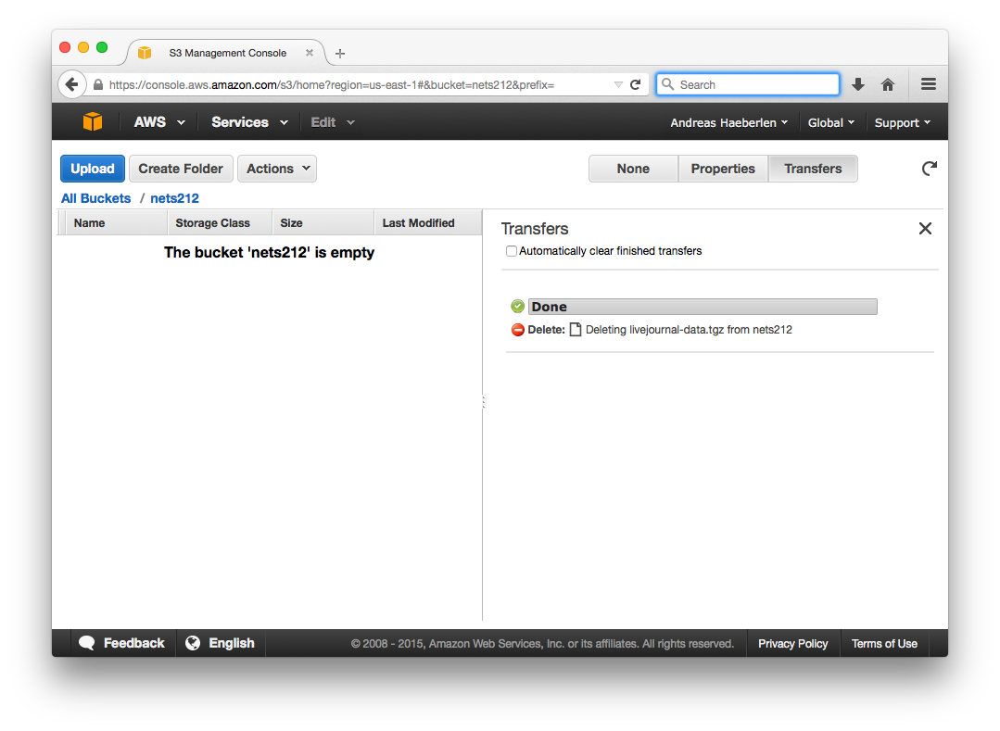 S3 Management Console
https://console.aws.amazon.com/s3/home?region=us-east-1#&bucket=nets212&prefix=
Search
AWS Services Edit Andreas Haeberlen Global Support
Upload Create Folder Actions None Properties Transfers
All Buckets / nets212
Name Storage Class Size Last Modified
The bucket 'nets212' is empty
Transfers
Automatically clear finished transfers
Done
Delete: Deleting livejournal-data.tgz from nets212
Feedback English © 2008 - 2015, Amazon Web Services, Inc. or its affiliates. All rights reserved. Privacy Policy Terms of Use